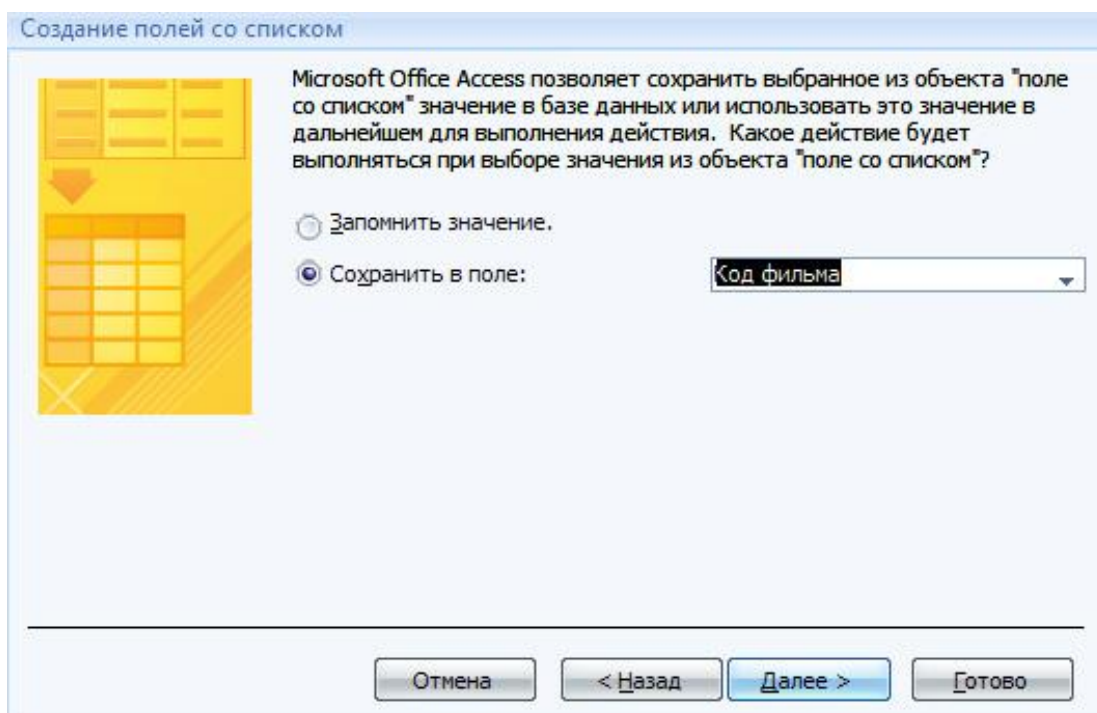 Создание полей со списком
Microsoft Office Access позволяет сохранить выбранное из объекта "поле
со списком" значение в базе данных или использовать это значение в
дальнейшем для выполнения действия. Какое действие будет
выполняться при выборе значения из объекта "поле со списком"?
Запомнить значение.
Сохранить в поле: Код фильма
Отмена < Назад Далее > Готово